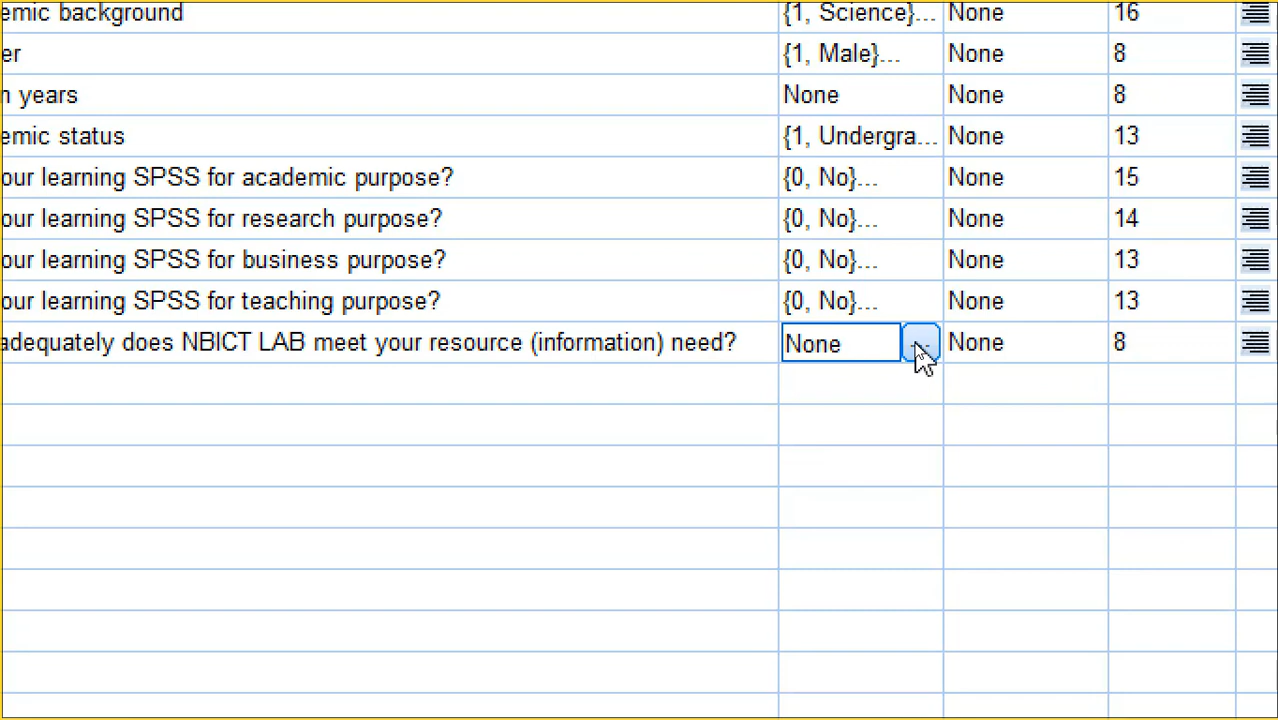 emic background {1, Science}... None 16
er {1, Male}... None 8
n years None None 8
emic status {1, Undergra... None 13
our learning SPSS for academic purpose? {0, No}... None 15
our learning SPSS for research purpose? {0, No}... None 14
our learning SPSS for business purpose? {0, No}... None 13
our learning SPSS for teaching purpose? {0, No}... None 13
adequately does NBICT LAB meet your resource (information) need? None ... None 8